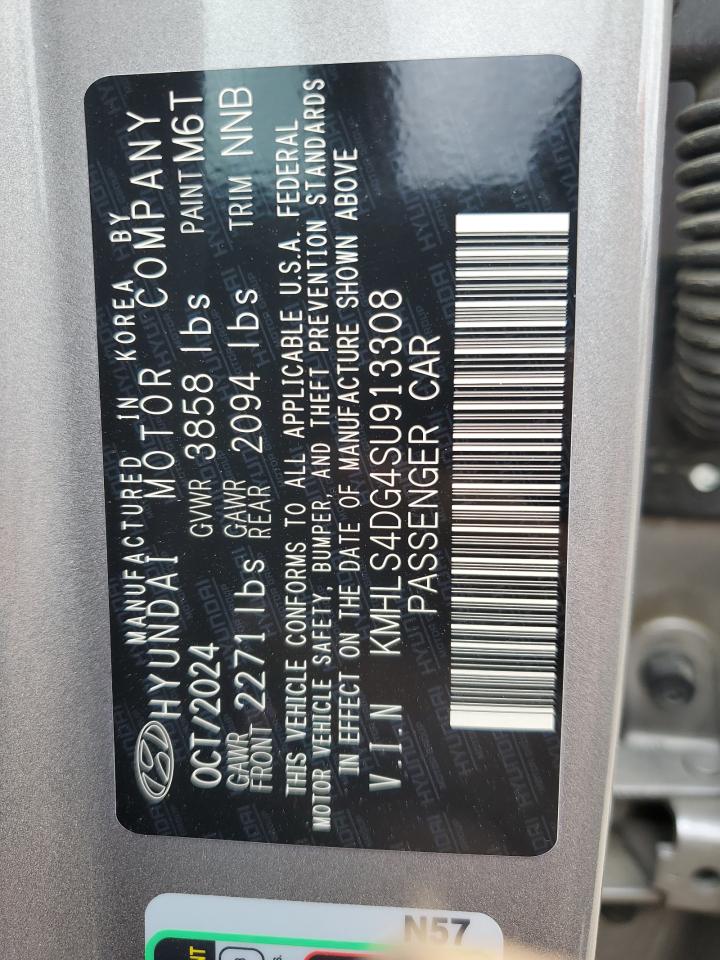 MANUFACTURED IN KOREA BY
HYUNDAI MOTOR COMPANY
OCT/2024 GVWR 3858 lbs PAINT M6T
GAWR FRONT 2271 lbs GAWR REAR 2094 lbs TRIM NNB
THIS VEHICLE CONFORMS TO ALL APPLICABLE U.S.A. FEDERAL
MOTOR VEHICLE SAFETY, BUMPER, AND THEFT PREVENTION STANDARDS
IN EFFECT ON THE DATE OF MANUFACTURE SHOWN ABOVE
V.I.N KMHLS4DG4SU913308
PASSENGER CAR
N57